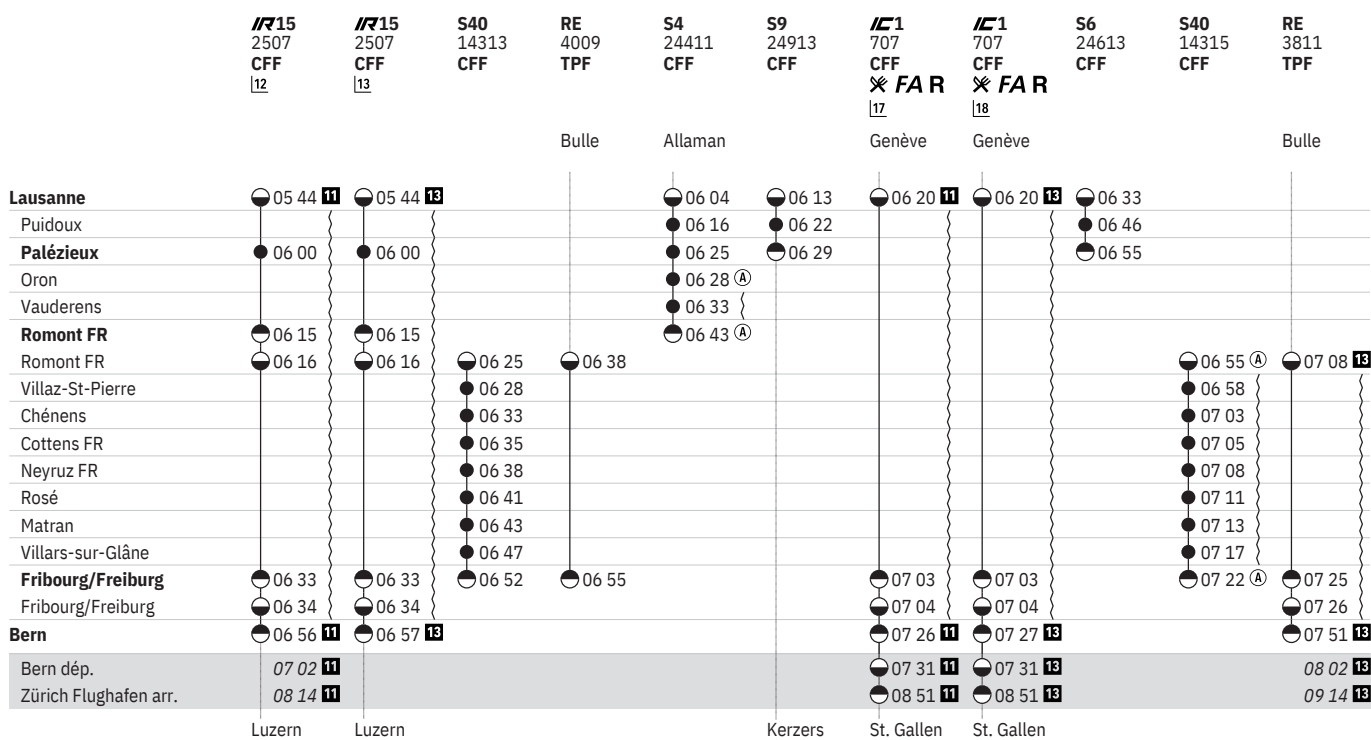 IR15 IR15 S40 RE S4 S9 IC1 IC1 S6 S40 RE
2507 2507 14313 4009 24411 24913 707 707 24613 14315 3811
CFF CFF CFF TPF CFF CFF CFF CFF CFF CFF TPF
12 13 FA R FA R
17 18
Bulle Allaman Genève Genève Bulle
Lausanne 05 44 11 05 44 13 06 04 06 13 06 20 11 06 20 13 06 33
Puidoux 06 16 06 22 06 46
Palézieux 06 00 06 00 06 25 06 29 06 55
Oron 06 28 A
Vauderens 06 33
Romont FR 06 15 06 15 06 43 A
Romont FR 06 16 06 16 06 25 06 38 06 55 A 07 08 13
Villaz-St-Pierre 06 28 06 58
Chénens 06 33 07 03
Cottens FR 06 35 07 05
Neyruz FR 06 38 07 08
Rosé 06 41 07 11
Matran 06 43 07 13
Villars-sur-Glâne 06 47 07 17
Fribourg/Freiburg 06 33 06 33 06 52 06 55 07 03 07 03 07 22 A 07 25
Fribourg/Freiburg 06 34 06 34 07 04 07 04 07 26
Bern 06 56 11 06 57 13 07 26 11 07 27 13 07 51 13
Bern dép. 07 02 11 07 31 11 07 31 13 08 02 13
Zürich Flughafen arr. 08 14 11 08 51 11 08 51 13 09 14 13
Luzern Luzern Kerzers St. Gallen St. Gallen